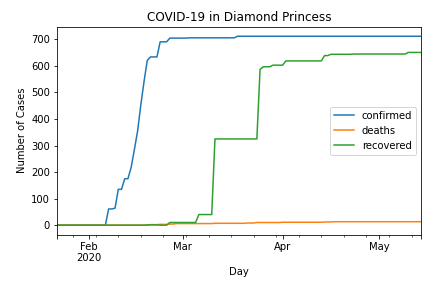 COVID-19 in Diamond Princess
Number of Cases
700
600
500
400
300
200
100
0
confirmed
deaths
recovered
Feb
2020
Mar
Apr
May
Day